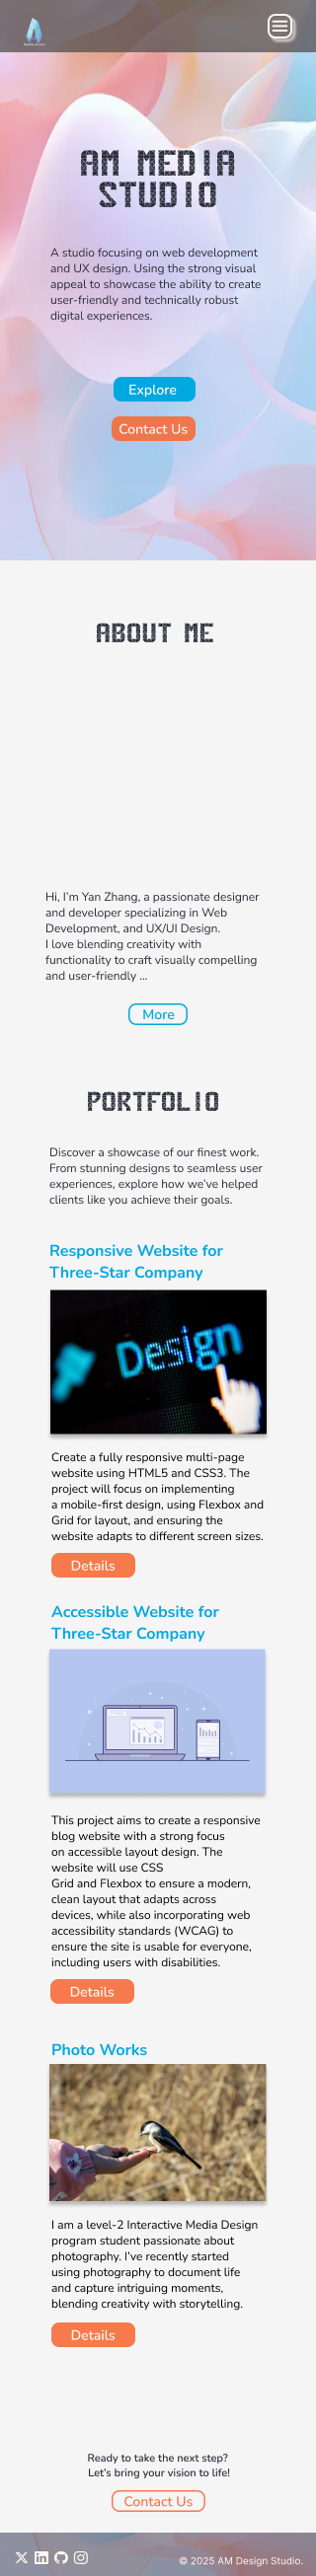 AM MEDIA
STUDIO
A studio focusing on web development
and UX design. Using the strong visual
appeal to showcase the ability to create
user-friendly and technically robust
digital experiences.
Explore
Contact Us
ABOUT ME
Hi, I’m Yan Zhang, a passionate designer
and developer specializing in Web
Development, and UX/UI Design.
I love blending creativity with
functionality to craft visually compelling
and user-friendly ...
More
PORTFOLIO
Discover a showcase of our finest work.
From stunning designs to seamless user
experiences, explore how we’ve helped
clients like you achieve their goals.
Responsive Website for
Three-Star Company
Design
Create a fully responsive multi-page
website using HTML5 and CSS3. The
project will focus on implementing
a mobile-first design, using Flexbox and
Grid for layout, and ensuring the
website adapts to different screen sizes.
Details
Accessible Website for
Three-Star Company
This project aims to create a responsive
blog website with a strong focus
on accessible layout design. The
website will use CSS
Grid and Flexbox to ensure a modern,
clean layout that adapts across
devices, while also incorporating web
accessibility standards (WCAG) to
ensure the site is usable for everyone,
including users with disabilities.
Details
Photo Works
I am a level-2 Interactive Media Design
program student passionate about
photography. I’ve recently started
using photography to document life
and capture intriguing moments,
blending creativity with storytelling.
Details
Ready to take the next step?
Let’s bring your vision to life!
Contact Us
© 2025 AM Design Studio.